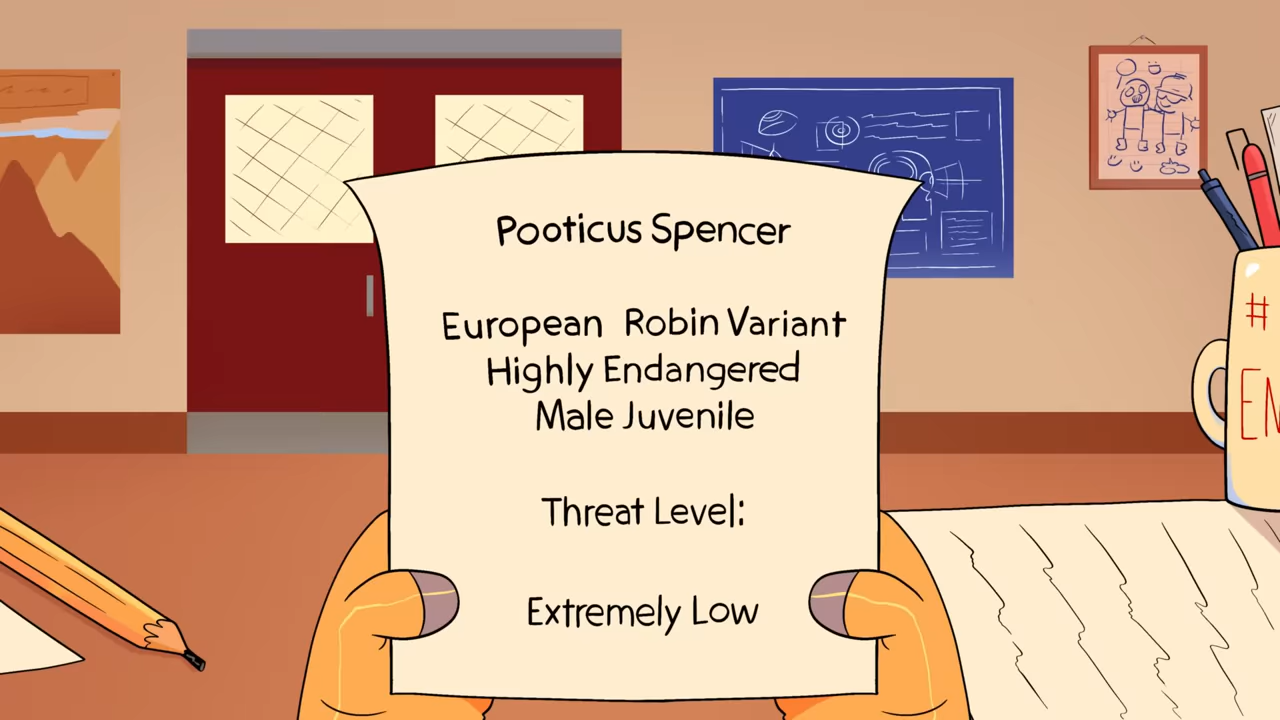 Pooticus Spencer
European Robin Variant
Highly Endangered
Male Juvenile
Threat Level:
Extremely Low
#